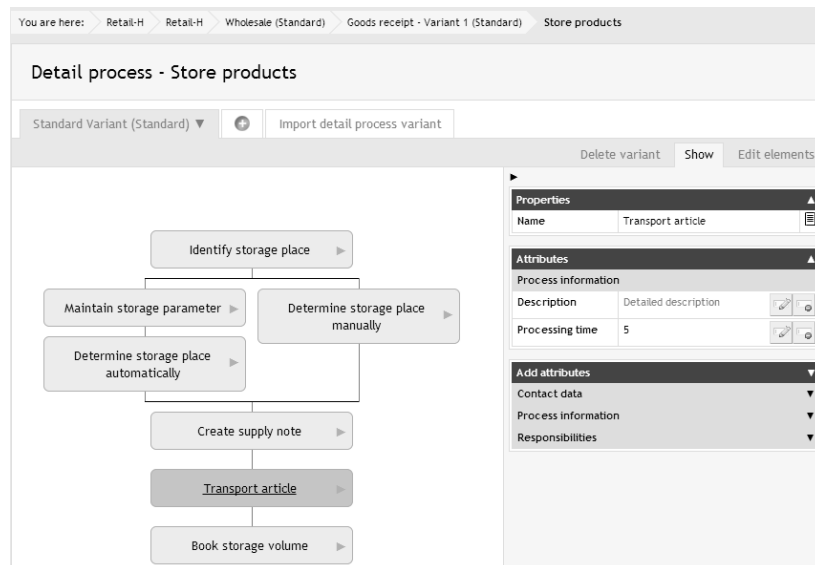 You are here: Retail-H Retail-H Wholesale (Standard) Goods receipt - Variant 1 (Standard) Store products
Detail process - Store products
Standard Variant (Standard) ▼ Import detail process variant
Delete variant Show Edit elements
Properties
Name Transport article
Attributes
Process information
Description Detailed description
Processing time 5
Add attributes
Contact data
Process information
Responsibilities
Identify storage place
Maintain storage parameter
Determine storage place
manually
Determine storage place
automatically
Create supply note
Transport article
Book storage volume